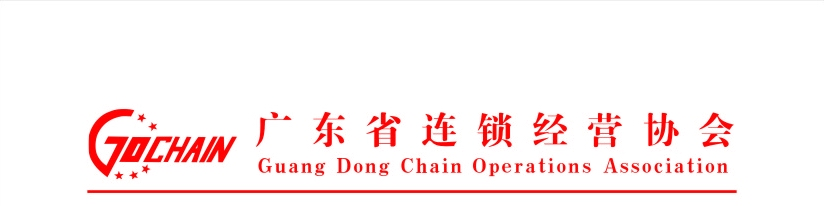 GOCHAIN
广东省连锁经营协会
Guang Dong Chain Operations Association